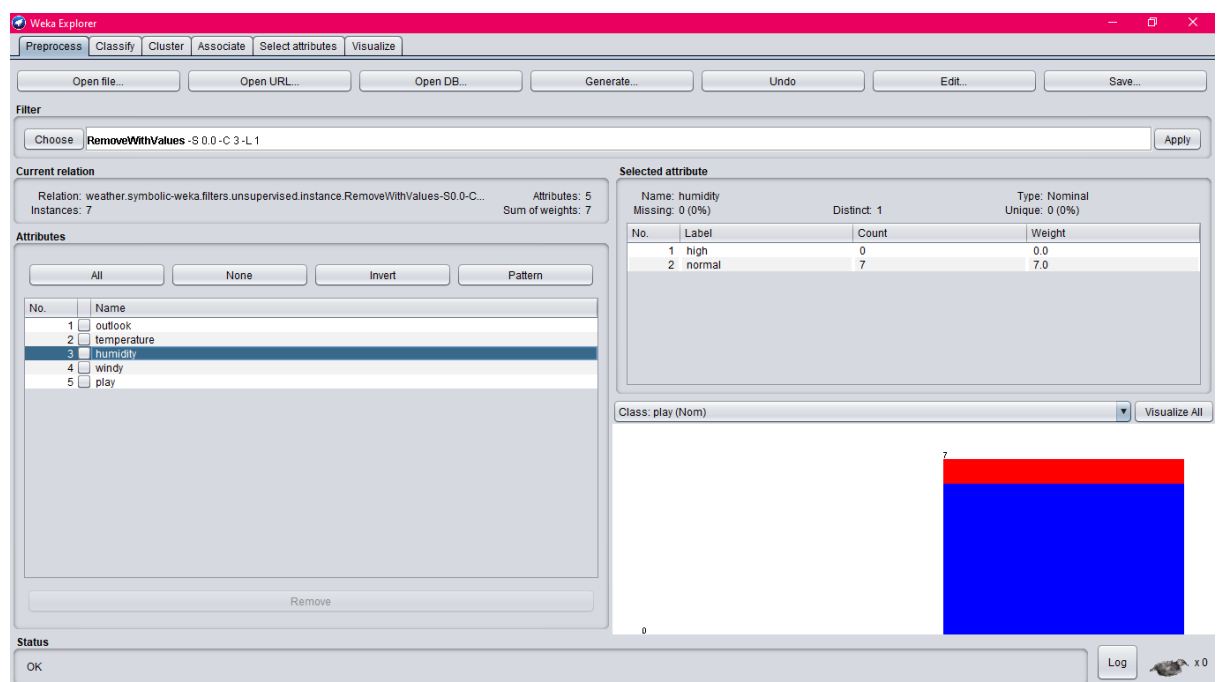 Weka Explorer
Preprocess Classify Cluster Associate Select attributes Visualize
Open file... Open URL... Open DB... Generate... Undo Edit... Save...
Filter
Choose RemoveWithValues -S 0.0 -C 3 -L 1 Apply
Current relation
Relation: weather.symbolic-weka.filters.unsupervised.instance.RemoveWithValues-S0.0-C... Attributes: 5
Instances: 7 Sum of weights: 7
Attributes
All None Invert Pattern
No. Name
1 outlook
2 temperature
3 humidity
4 windy
5 play
Remove
Selected attribute
Name: humidity Type: Nominal
Missing: 0 (0%) Distinct: 1 Unique: 0 (0%)
No. Label Count Weight
1 high 0 0.0
2 normal 7 7.0
Class: play (Nom) Visualize All
7
0
Status
OK Log x 0